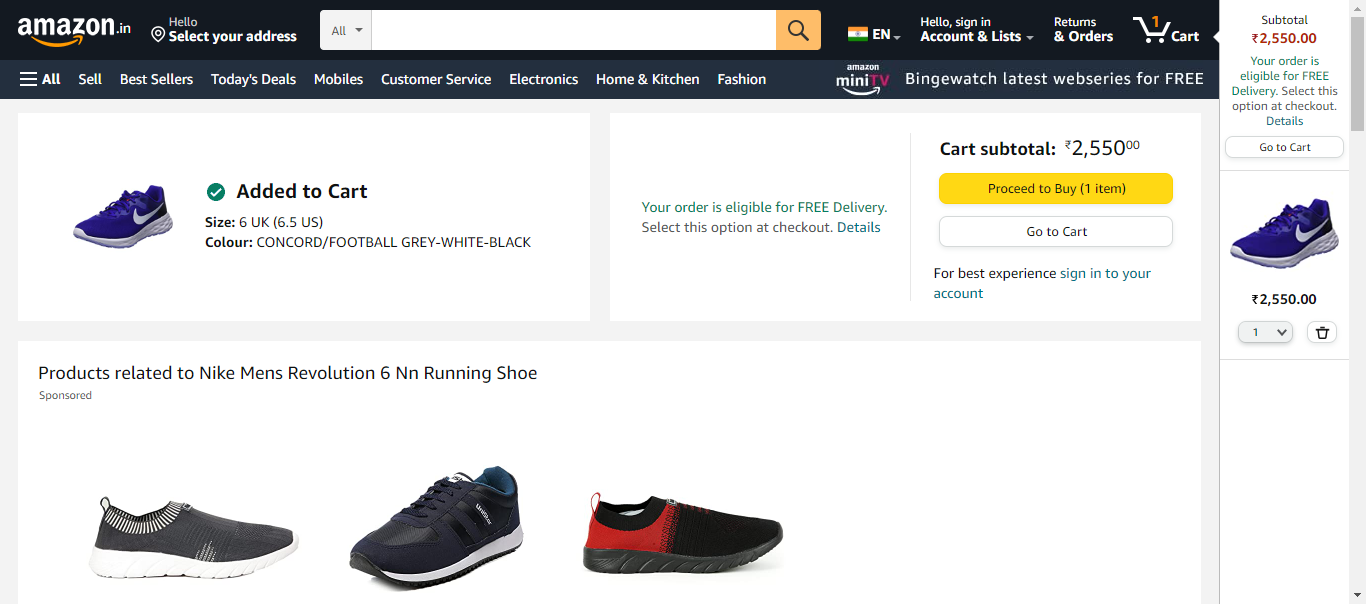 amazon.in
Hello
Select your address
All
EN
Hello, sign in
Account & Lists
Returns
& Orders
1
Cart
All
Sell
Best Sellers
Today's Deals
Mobiles
Customer Service
Electronics
Home & Kitchen
Fashion
amazon
miniTV
Bingewatch latest webseries for FREE
Added to Cart
Size: 6 UK (6.5 US)
Colour: CONCORD/FOOTBALL GREY-WHITE-BLACK
Your order is eligible for FREE Delivery.
Select this option at checkout. Details
Cart subtotal: ₹2,55000
Proceed to Buy (1 item)
Go to Cart
For best experience sign in to your
account
Subtotal
₹2,550.00
Your order is
eligible for FREE
Delivery. Select this
option at checkout.
Details
Go to Cart
₹2,550.00
1
Products related to Nike Mens Revolution 6 Nn Running Shoe
Sponsored